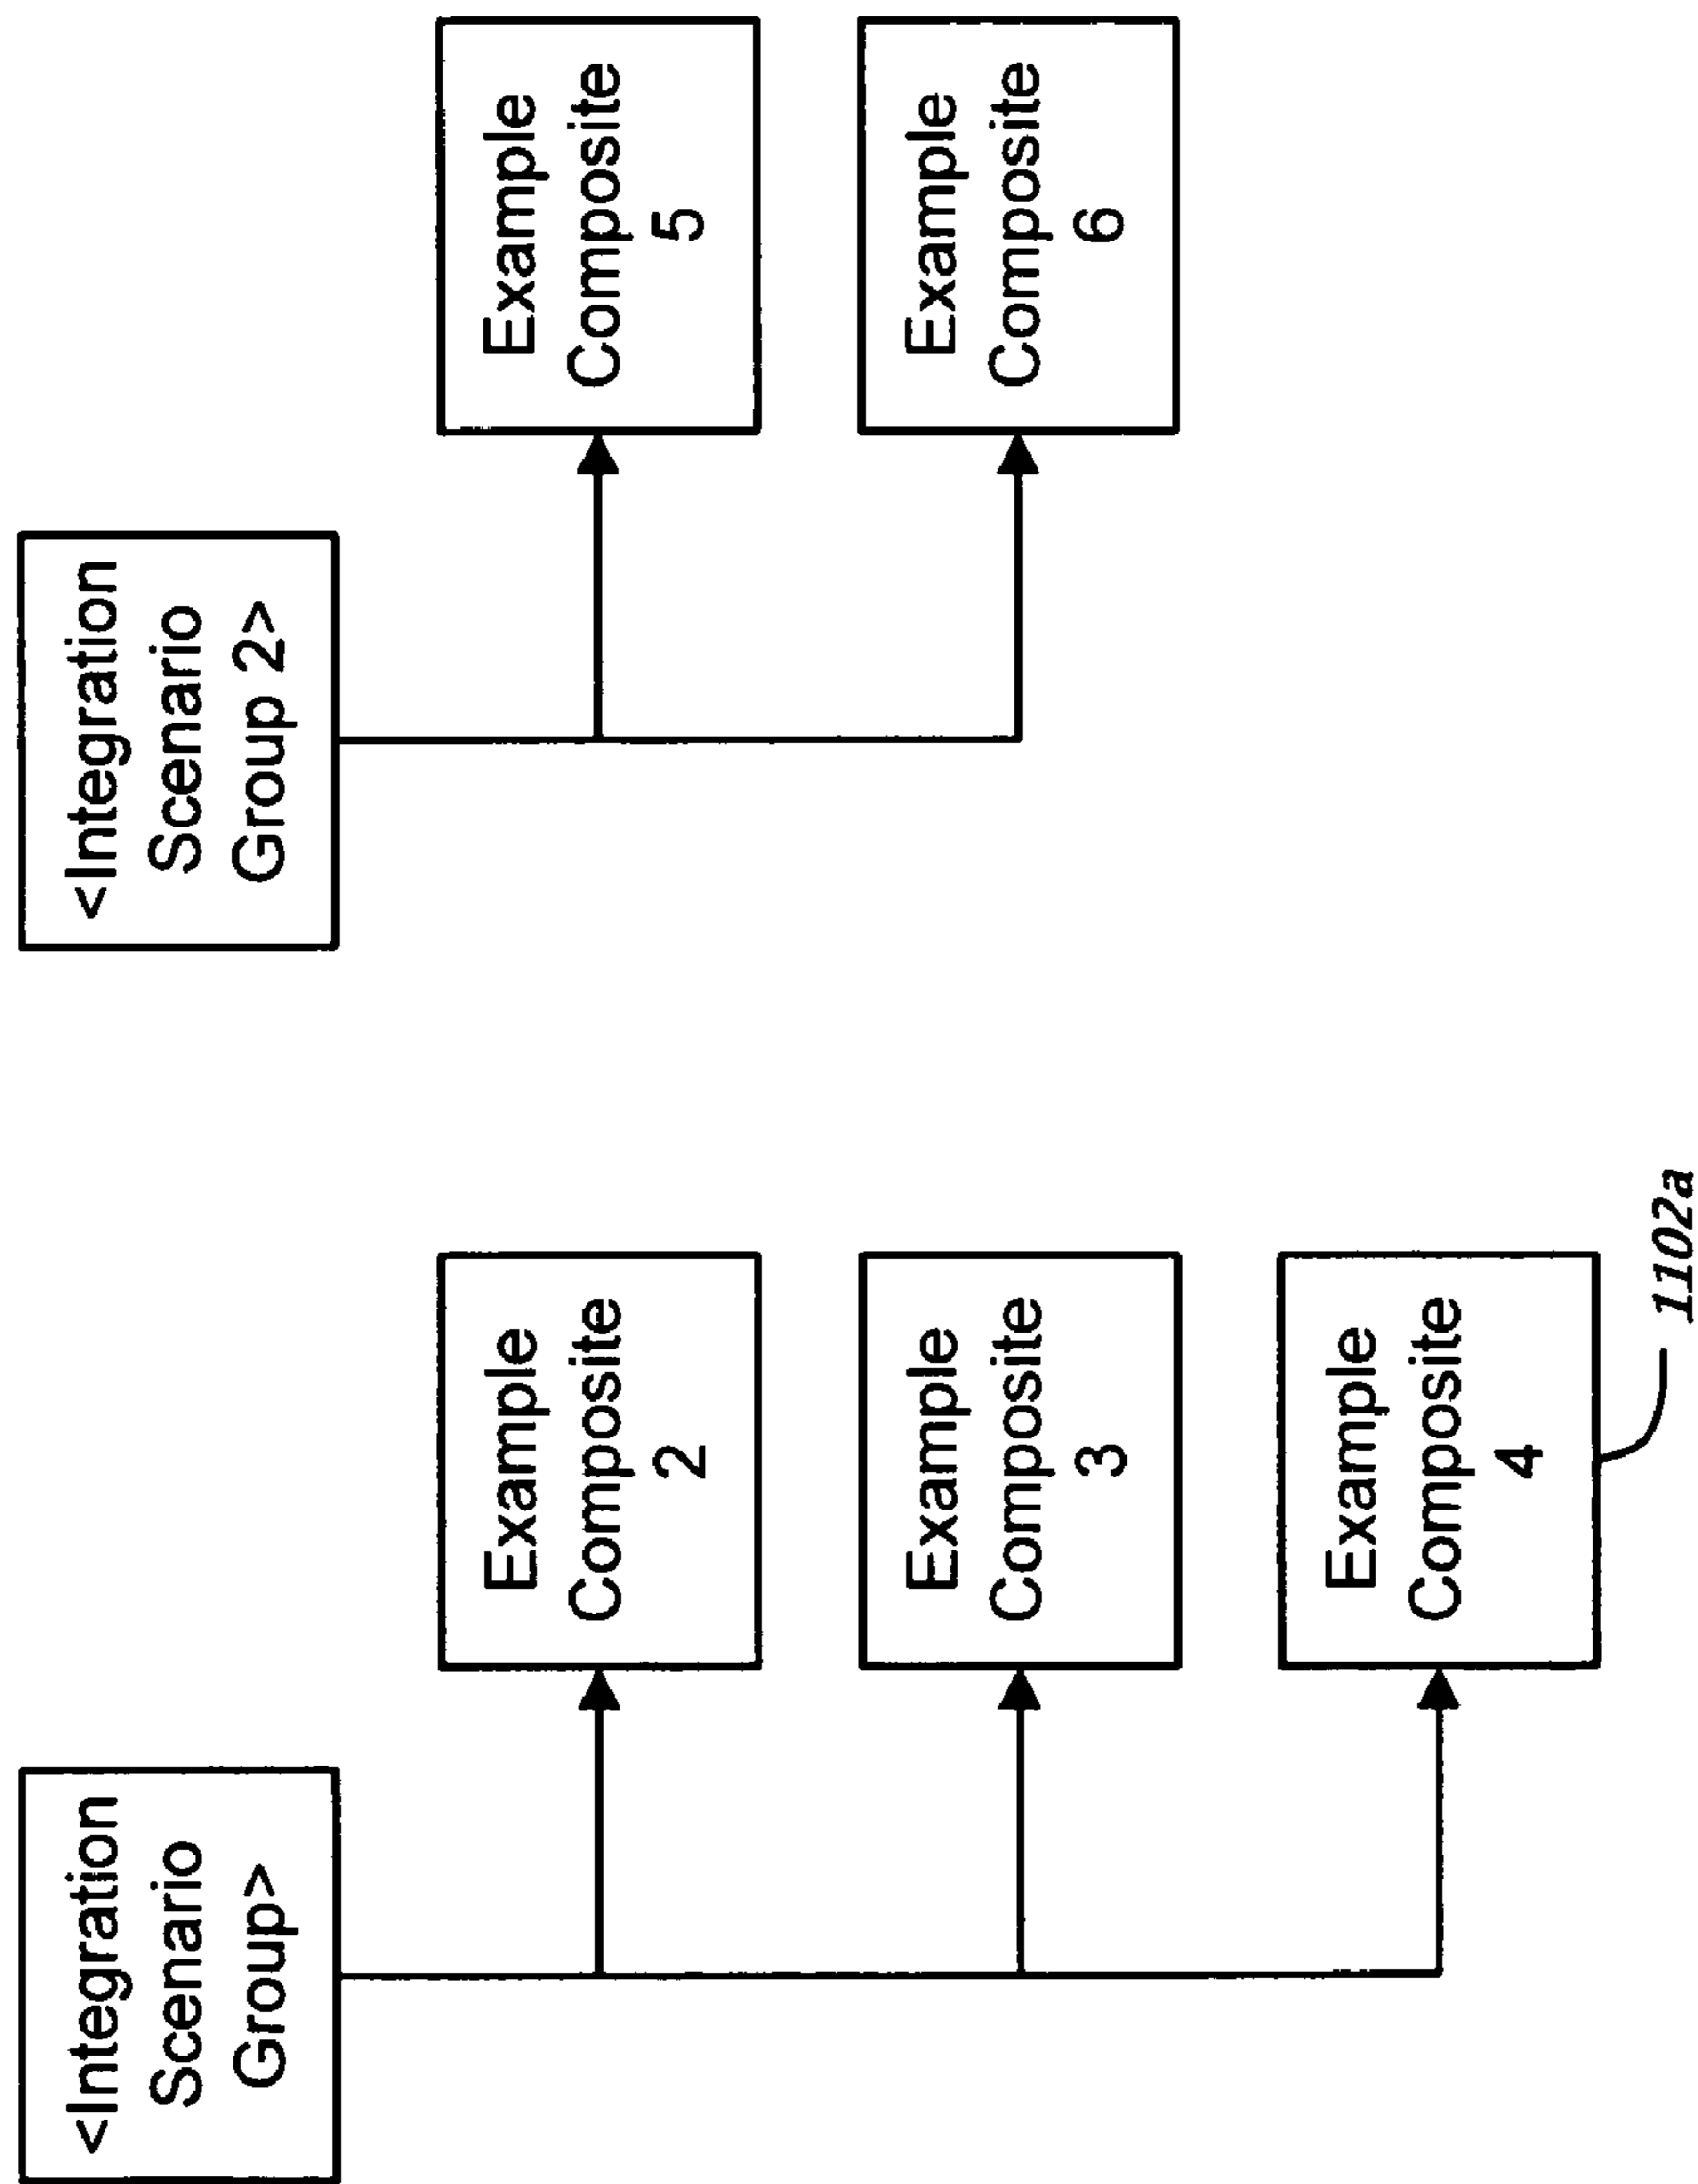 <Integration
Scenario
Group>
Example
Composite
2
Example
Composite
3
Example
Composite
4
1102a
<Integration
Scenario
Group 2>
Example
Composite
5
Example
Composite
6